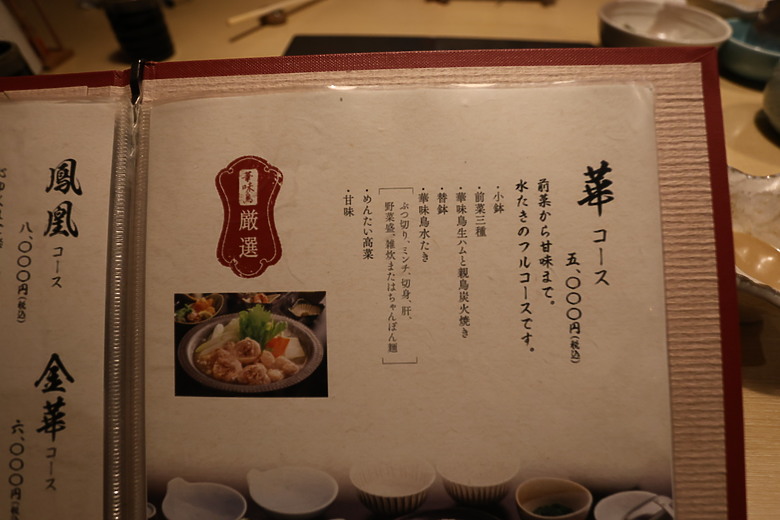 華 コース
五、〇〇〇円(税込)
前菜から甘味まで。
水たきのフルコースです。
・小鉢
・前菜三種
・華味鳥生ハムと親鳥炭火焼き
・替鉢
・華味鳥水たき
ぶつ切り、ミンチ、切身、肝、
野菜盛、雑炊またはちゃんぽん麺
・めんたい高菜
・甘味
華味鳥
厳選
鳳凰 コース
八、〇〇〇円(税込)
金華 コース
六、〇〇〇円(税込)